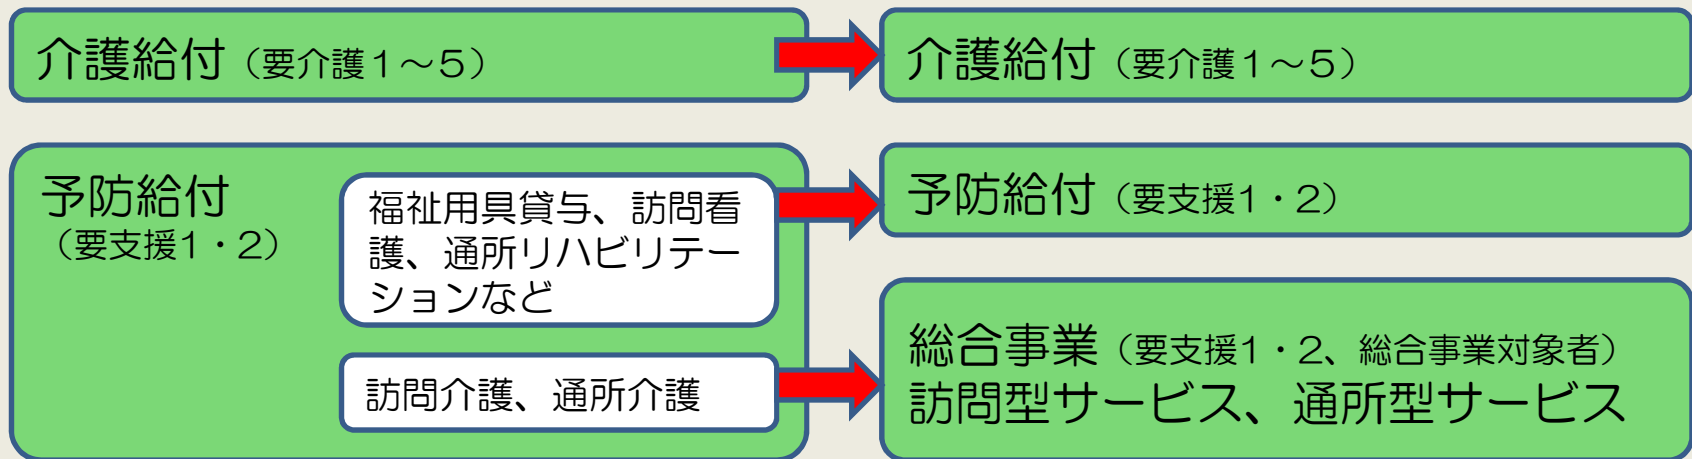 介護給付（要介護１～５）
介護給付（要介護１～５）
予防給付
（要支援1・2）
福祉用具貸与、訪問看
護、通所リハビリテー
ションなど
訪問介護、通所介護
予防給付（要支援1・2）
総合事業（要支援1・2、総合事業対象者）
訪問型サービス、通所型サービス